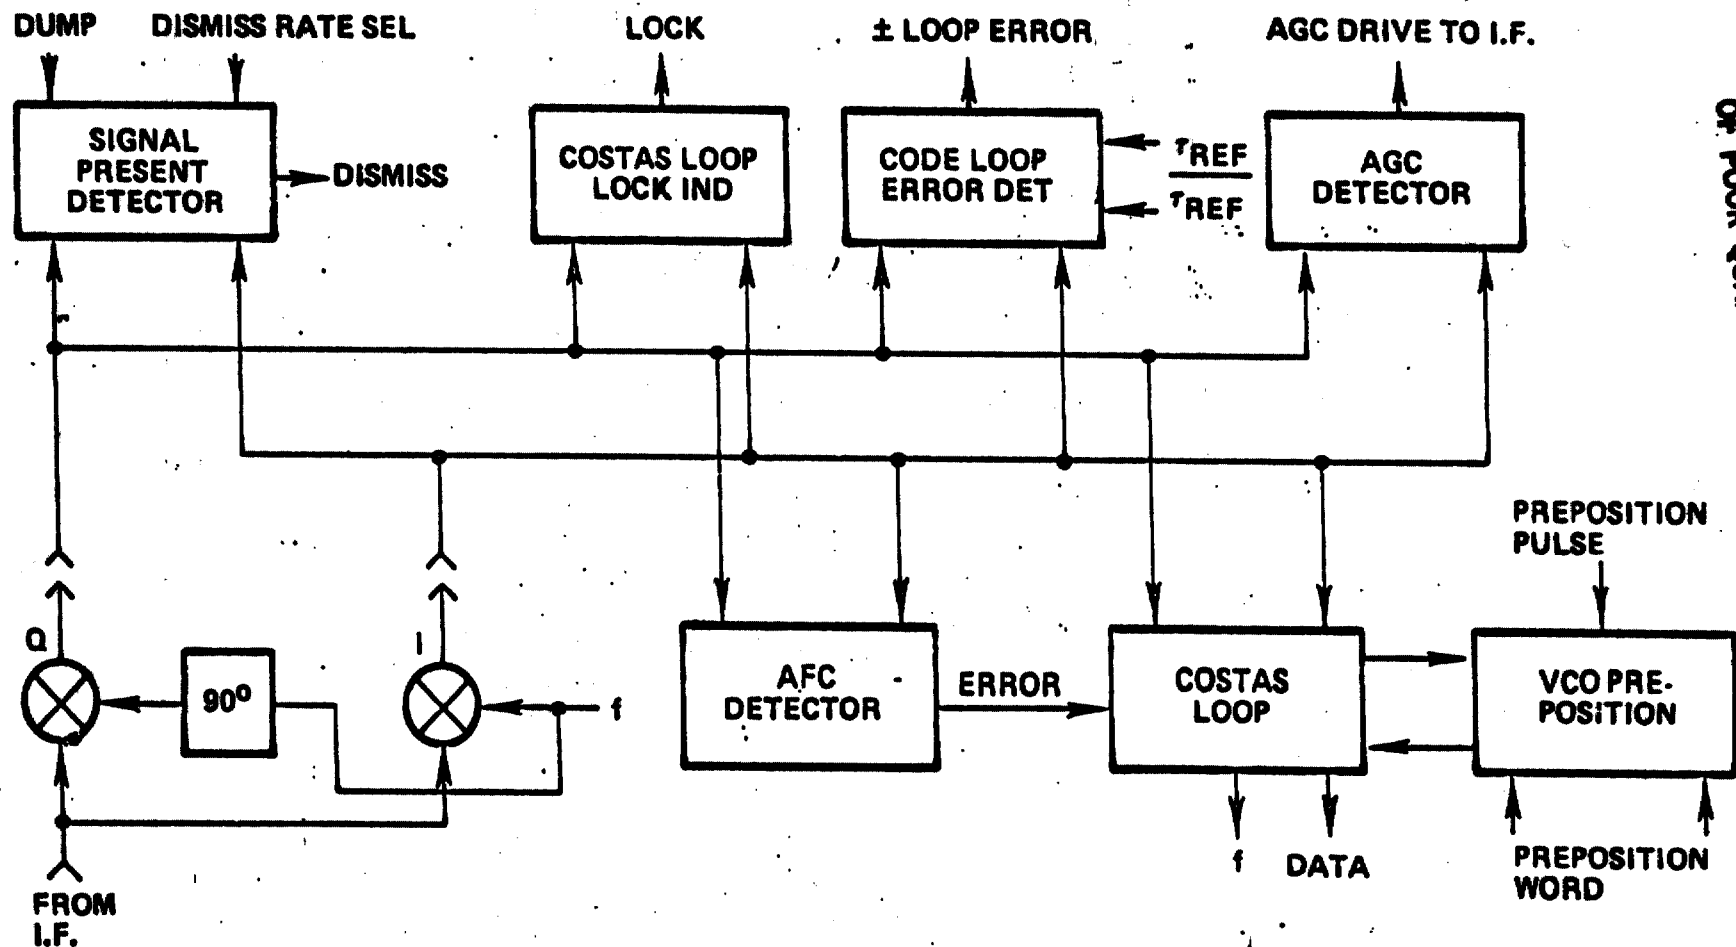 DUMP
DISMISS RATE SEL
LOCK
± LOOP ERROR
AGC DRIVE TO I.F.
SIGNAL
PRESENT
DETECTOR
DISMISS
COSTAS LOOP
LOCK IND
CODE LOOP
ERROR DET
τREF
τREF
AGC
DETECTOR
OF POOR
PREPOSITION
PULSE
Q
90°
I
f
AFC
DETECTOR
ERROR
COSTAS
LOOP
VCO PRE-
POSITION
f
DATA
PREPOSITION
WORD
FROM
I.F.